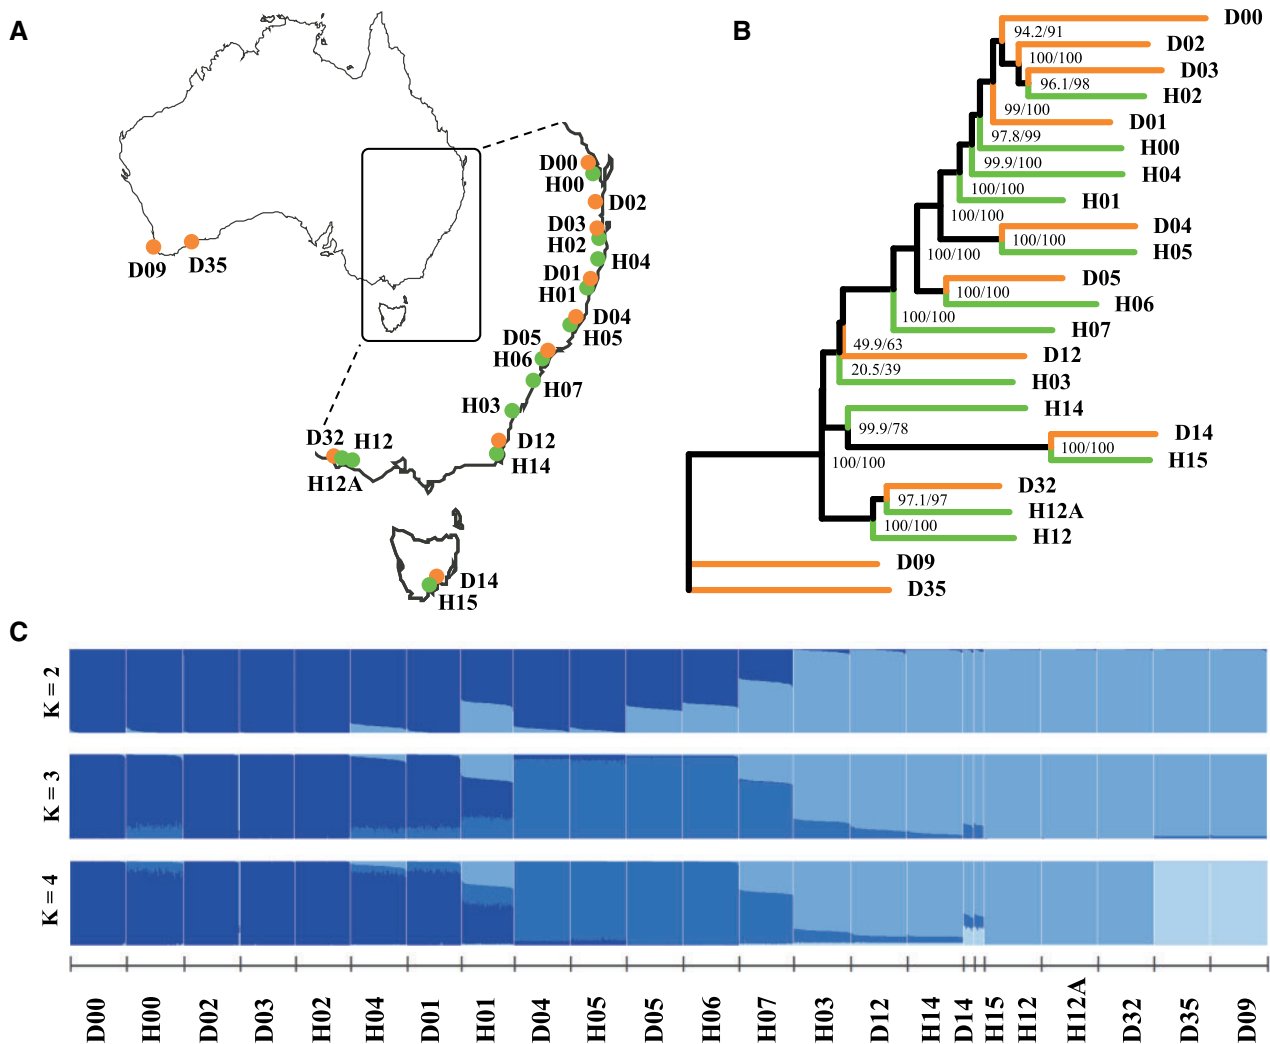 A
D09
D35
D00
H00
D02
D03
H02
H04
D01
H01
D04
H05
D05
H06
H07
H03
D12
H14
D32
H12
H12A
D14
H15
B
D00
94.2/91
D02
100/100
D03
96.1/98
H02
99/100
D01
97.8/99
H00
99.9/100
H04
100/100
H01
100/100
D04
100/100
H05
100/100
D05
100/100
H06
100/100
H07
49.9/63
D12
20.5/39
H03
H14
99.9/78
D14
100/100
H15
100/100
D32
97.1/97
H12A
100/100
H12
D09
D35
C
K = 2
K = 3
K = 4
D00 H00 D02 D03 H02 H04 D01 H01 D04 H05 D05 H06 H07 H03 D12 H14 D14 H15 H12 H12A D32 D35 D09